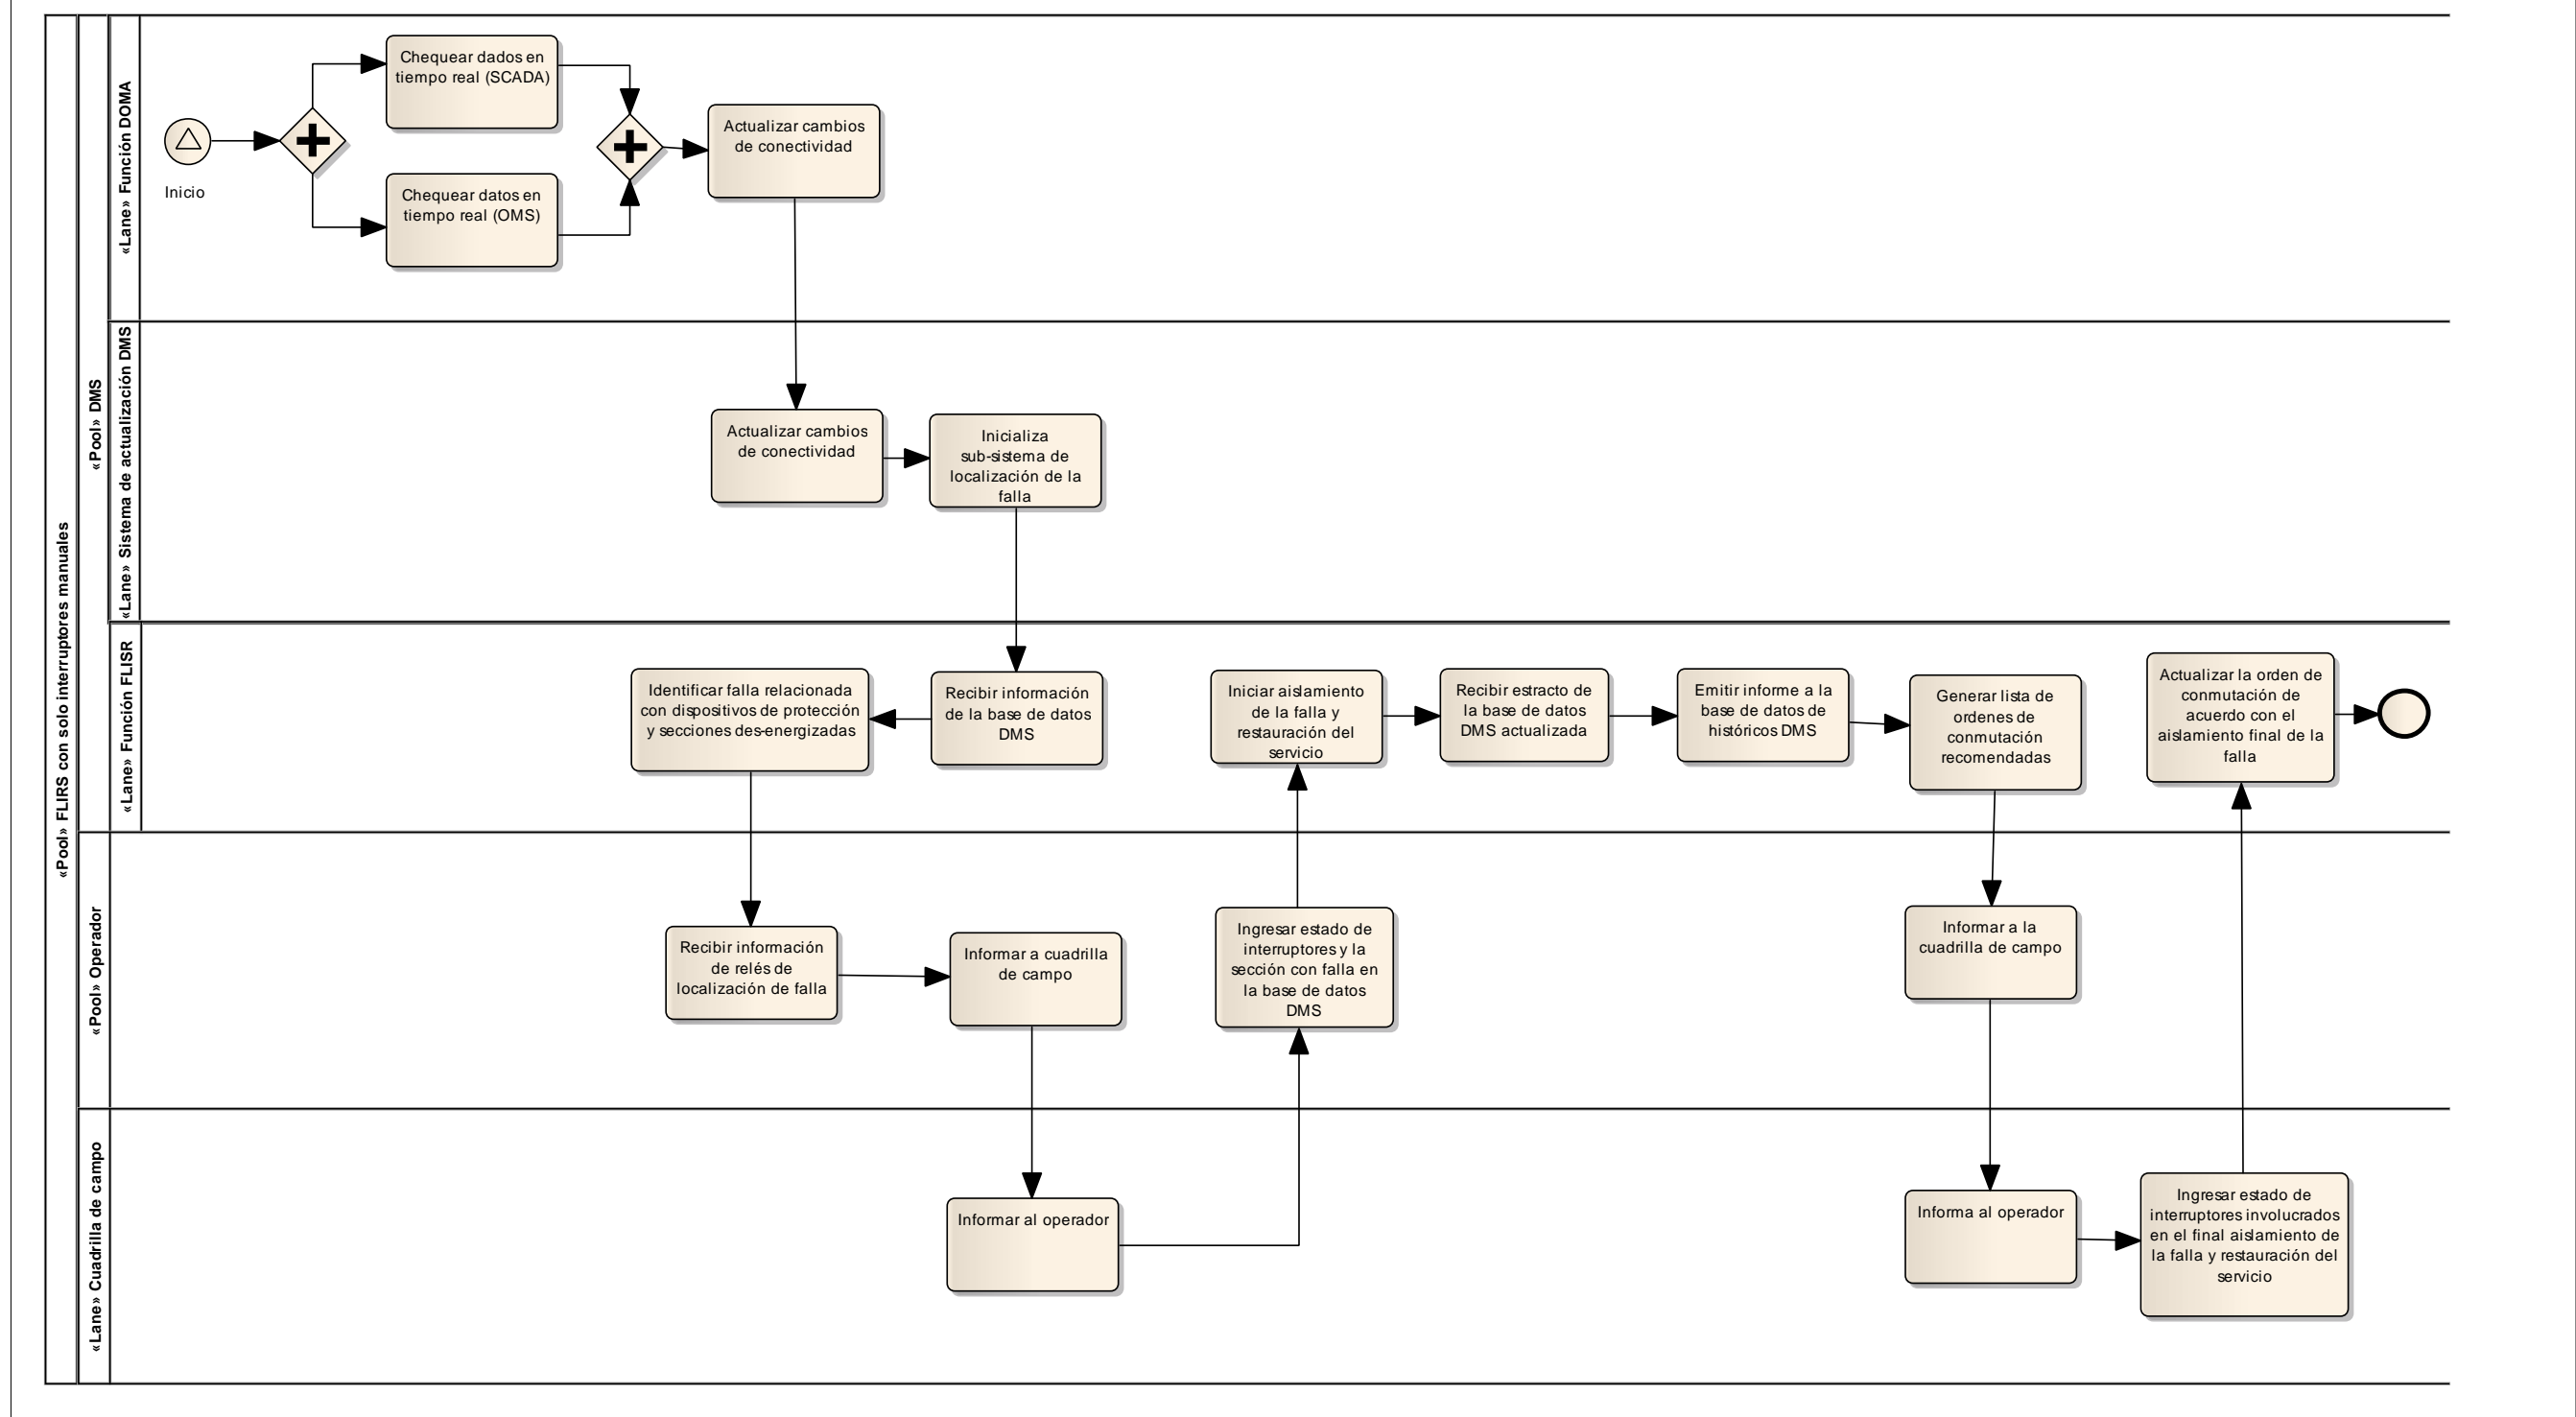 «Pool» FLIRS con solo interruptores manuales
«Pool» DMS
«Lane» Función DOMA
Inicio
Chequear dados en
tiempo real (SCADA)
Chequear datos en
tiempo real (OMS)
Actualizar cambios
de conectividad
«Lane» Sistema de actualización DMS
Actualizar cambios
de conectividad
Inicializa
sub-sistema de
localización de la
falla
«Lane» Función FLISR
Identificar falla relacionada
con dispositivos de protección
y secciones des-energizadas
Recibir información
de la base de datos
DMS
Iniciar aislamiento
de la falla y
restauración del
servicio
Recibir estracto de
la base de datos
DMS actualizada
Emitir informe a la
base de datos de
históricos DMS
Generar lista de
ordenes de
conmutación
recomendadas
Actualizar la orden de
conmutación de
acuerdo con el
aislamiento final de la
falla
«Pool» Operador
Recibir información
de relés de
localización de falla
Informar a cuadrilla
de campo
Ingresar estado de
interruptores y la
sección con falla en
la base de datos
DMS
Informar a la
cuadrilla de campo
«Lane» Cuadrilla de campo
Informar al operador
Informa al operador
Ingresar estado de
interruptores involucrados
en el final aislamiento de
la falla y restauración del
servicio